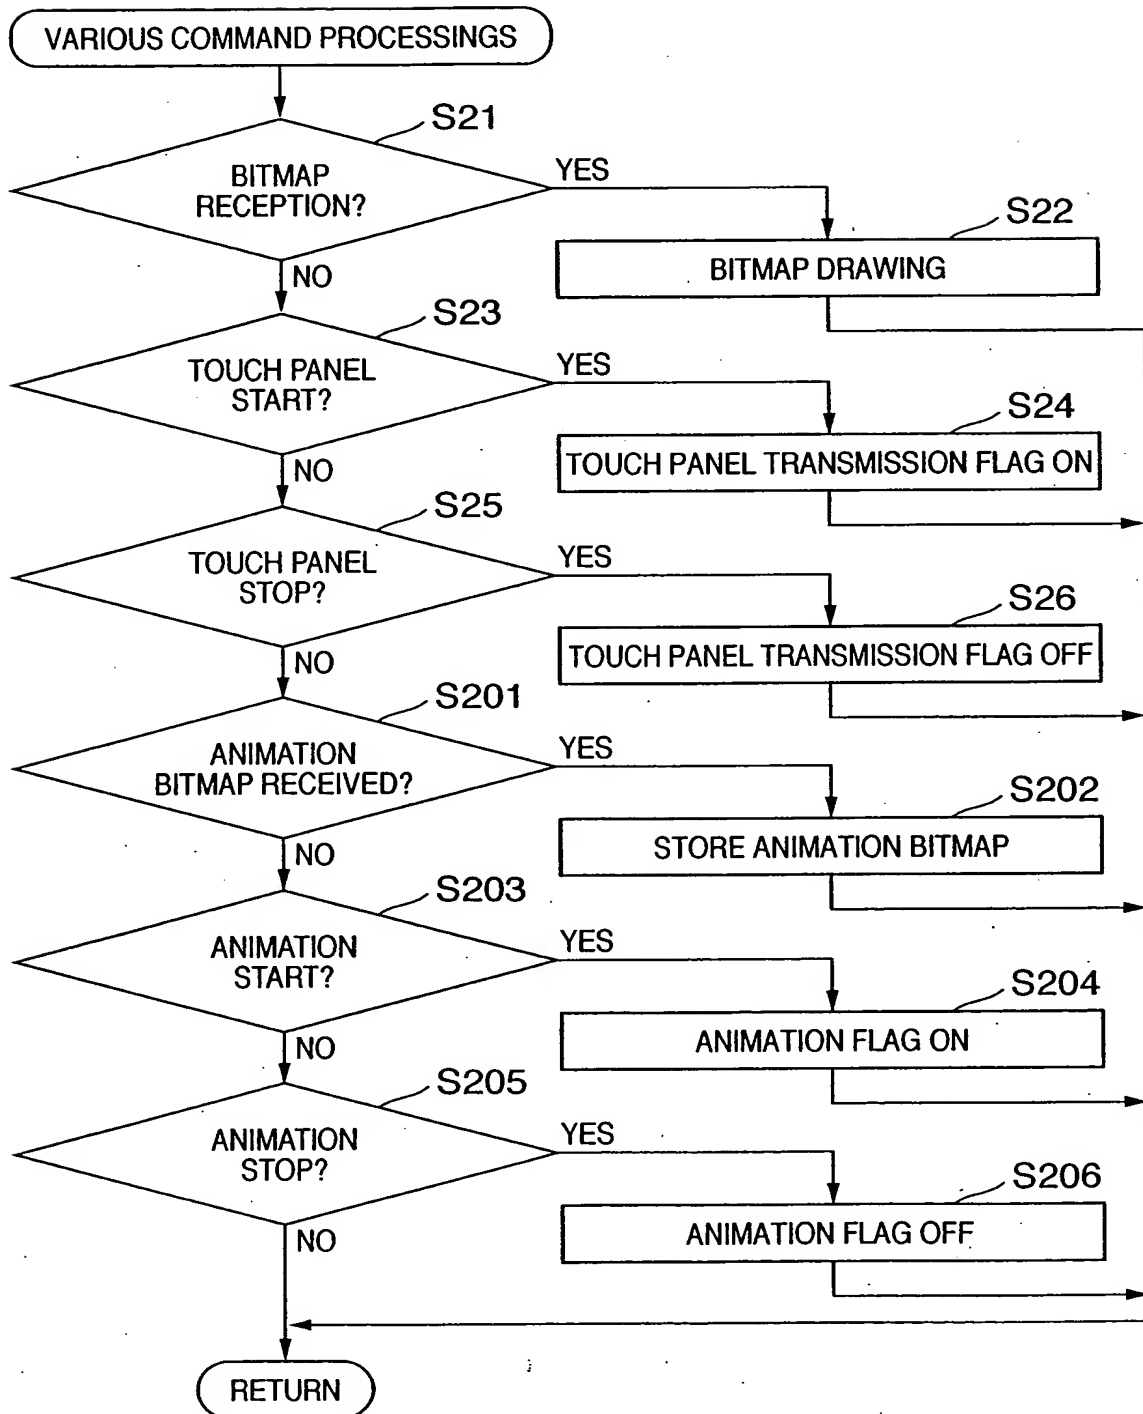 VARIOUS COMMAND PROCESSINGS
S21
BITMAP
RECEPTION?
YES
NO
S22
BITMAP DRAWING
S23
TOUCH PANEL
START?
YES
NO
S24
TOUCH PANEL TRANSMISSION FLAG ON
S25
TOUCH PANEL
STOP?
YES
NO
S26
TOUCH PANEL TRANSMISSION FLAG OFF
S201
ANIMATION
BITMAP RECEIVED?
YES
NO
S202
STORE ANIMATION BITMAP
S203
ANIMATION
START?
YES
NO
S204
ANIMATION FLAG ON
S205
ANIMATION
STOP?
YES
NO
S206
ANIMATION FLAG OFF
RETURN